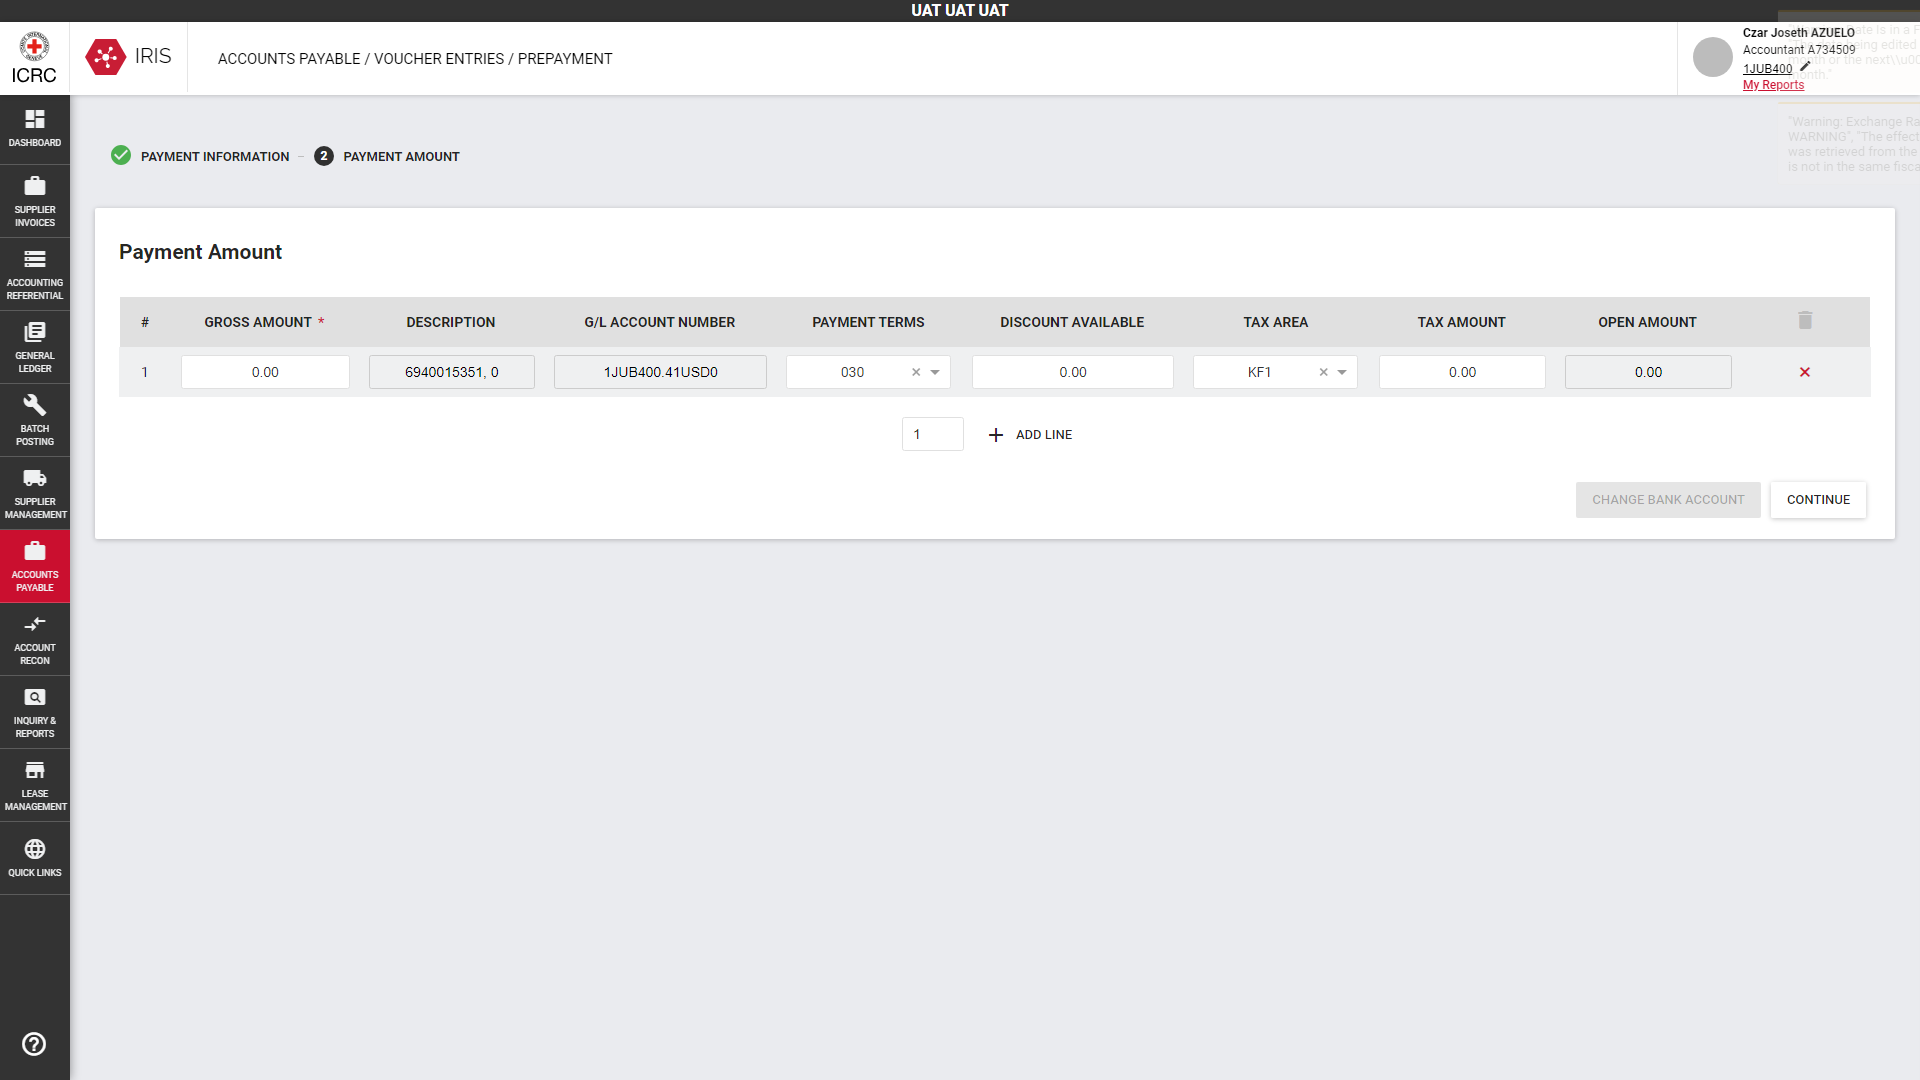 UAT UAT UAT
ICRC
IRIS
ACCOUNTS PAYABLE / VOUCHER ENTRIES / PREPAYMENT
Czar Joseth AZUELO
Accountant A734509
1JUB400
My Reports
"Warning: Exchange Ra
WARNING", "The effect
was retrieved from the
is not in the same fisca
DASHBOARD
SUPPLIER
INVOICES
ACCOUNTING
REFERENTIAL
GENERAL
LEDGER
BATCH
POSTING
SUPPLIER
MANAGEMENT
ACCOUNTS
PAYABLE
ACCOUNT
RECON
INQUIRY &
REPORTS
LEASE
MANAGEMENT
QUICK LINKS
PAYMENT INFORMATION
2 PAYMENT AMOUNT
Payment Amount
# GROSS AMOUNT * DESCRIPTION G/L ACCOUNT NUMBER PAYMENT TERMS DISCOUNT AVAILABLE TAX AREA TAX AMOUNT OPEN AMOUNT
1 0.00 6940015351, 0 1JUB400.41USD0 030 0.00 KF1 0.00 0.00
1 ADD LINE
CHANGE BANK ACCOUNT CONTINUE